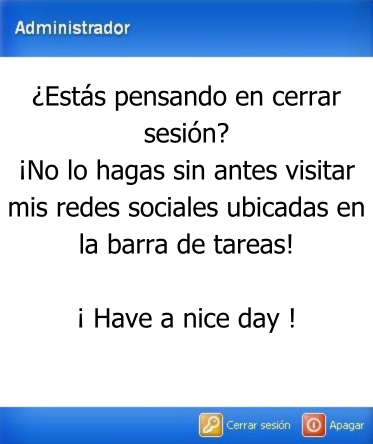 Administrador
¿Estás pensando en cerrar
sesión?
¡No lo hagas sin antes visitar
mis redes sociales ubicadas en
la barra de tareas!
¡ Have a nice day !
Cerrar sesión Apagar